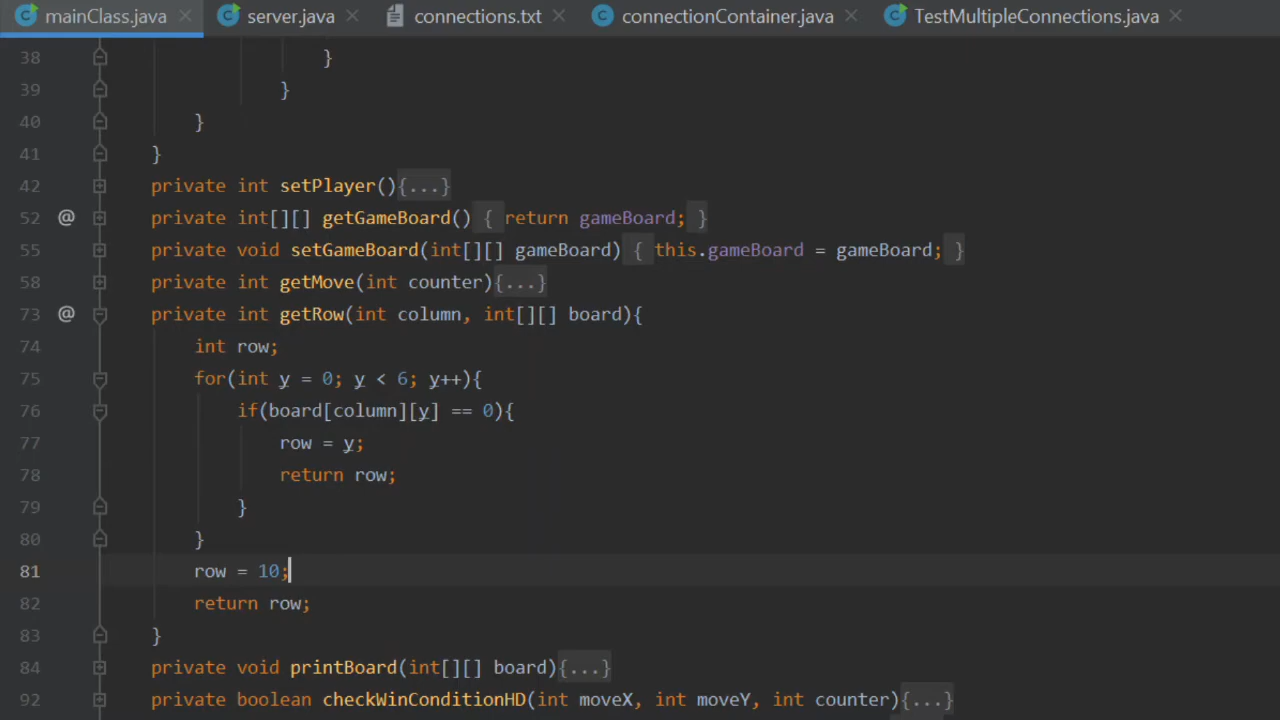 mainClass.java server.java connections.txt connectionContainer.java TestMultipleConnections.java
38 }
39 }
40 }
41 }
42 private int setPlayer(){...}
52 @ private int[][] getGameBoard() { return gameBoard; }
55 private void setGameBoard(int[][] gameBoard) { this.gameBoard = gameBoard; }
58 private int getMove(int counter){...}
73 @ private int getRow(int column, int[][] board){
74 int row;
75 for(int y = 0; y < 6; y++){
76 if(board[column][y] == 0){
77 row = y;
78 return row;
79 }
80 }
81 row = 10;
82 return row;
83 }
84 private void printBoard(int[][] board){...}
92 private boolean checkWinConditionHD(int moveX, int moveY, int counter){...}